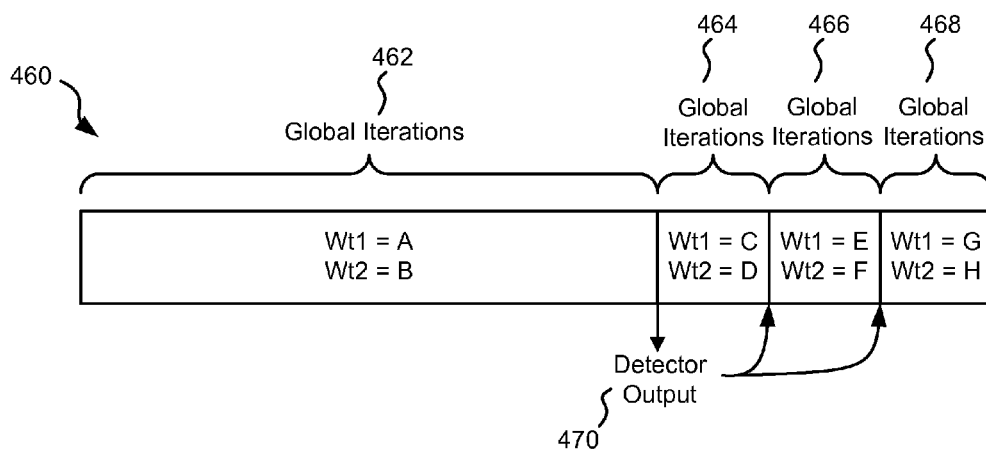 460
462
Global Iterations
464
Global
Iterations
466
Global
Iterations
468
Global
Iterations
Wt1 = A
Wt2 = B
Wt1 = C
Wt2 = D
Wt1 = E
Wt2 = F
Wt1 = G
Wt2 = H
Detector
Output
470